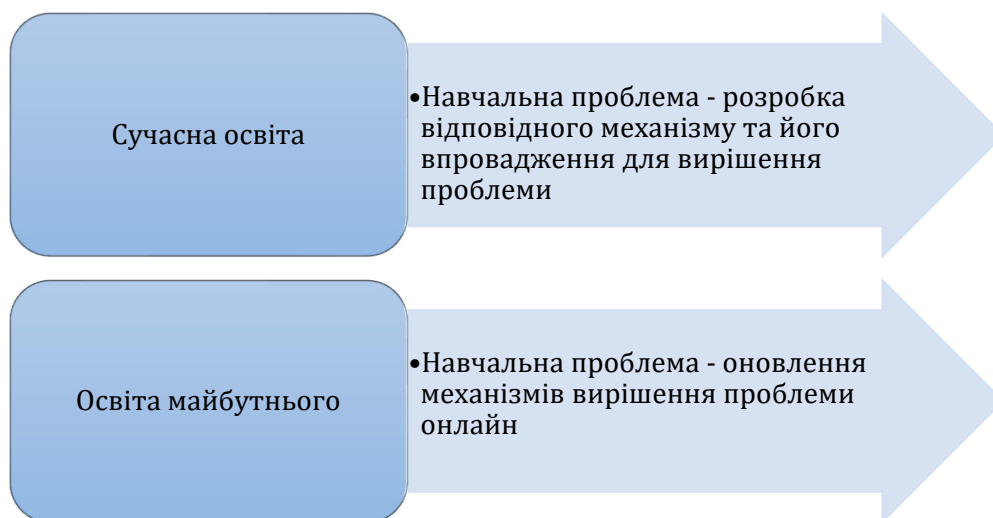 Сучасна освіта
•Навчальна проблема - розробка
відповідного механізму та його
впровадження для вирішення
проблеми
Освіта майбутнього
•Навчальна проблема - оновлення
механізмів вирішення проблеми
онлайн